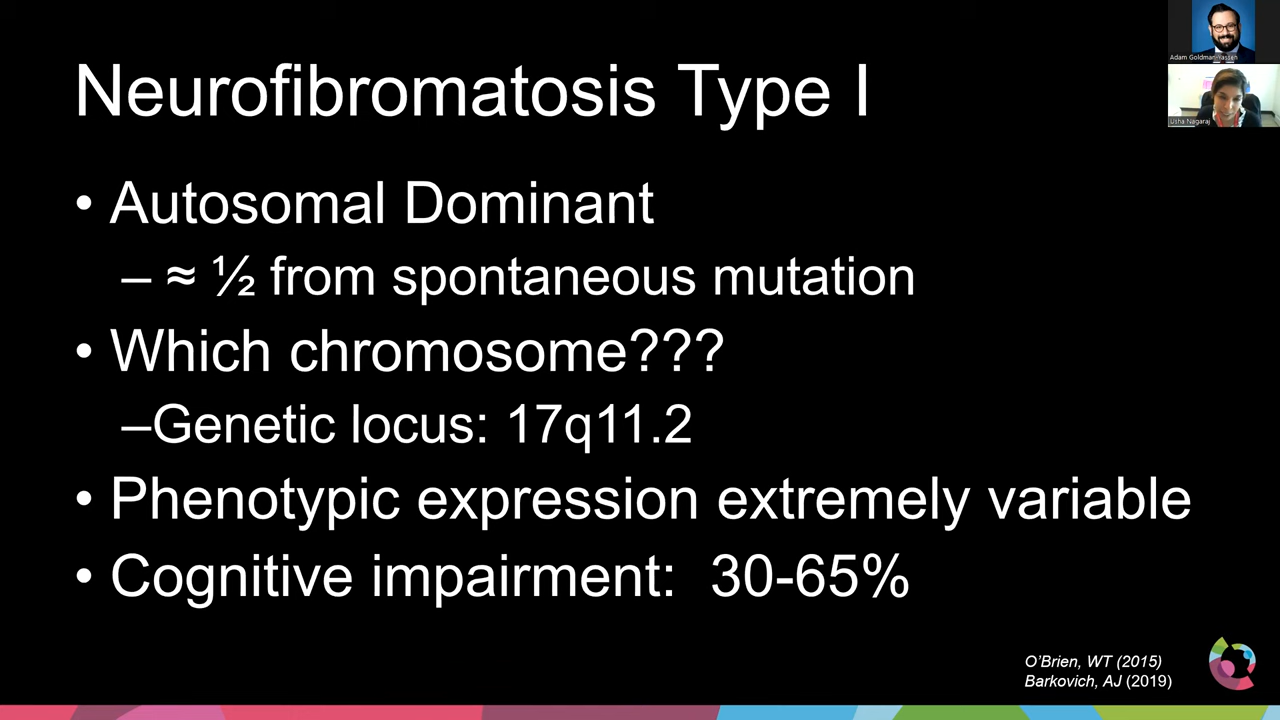 Neurofibromatosis Type I
• Autosomal Dominant
– ≈ ½ from spontaneous mutation
• Which chromosome???
–Genetic locus: 17q11.2
• Phenotypic expression extremely variable
• Cognitive impairment: 30-65%
O'Brien, WT (2015)
Barkovich, AJ (2019)
Adam Goldman
Usha Nagaraj